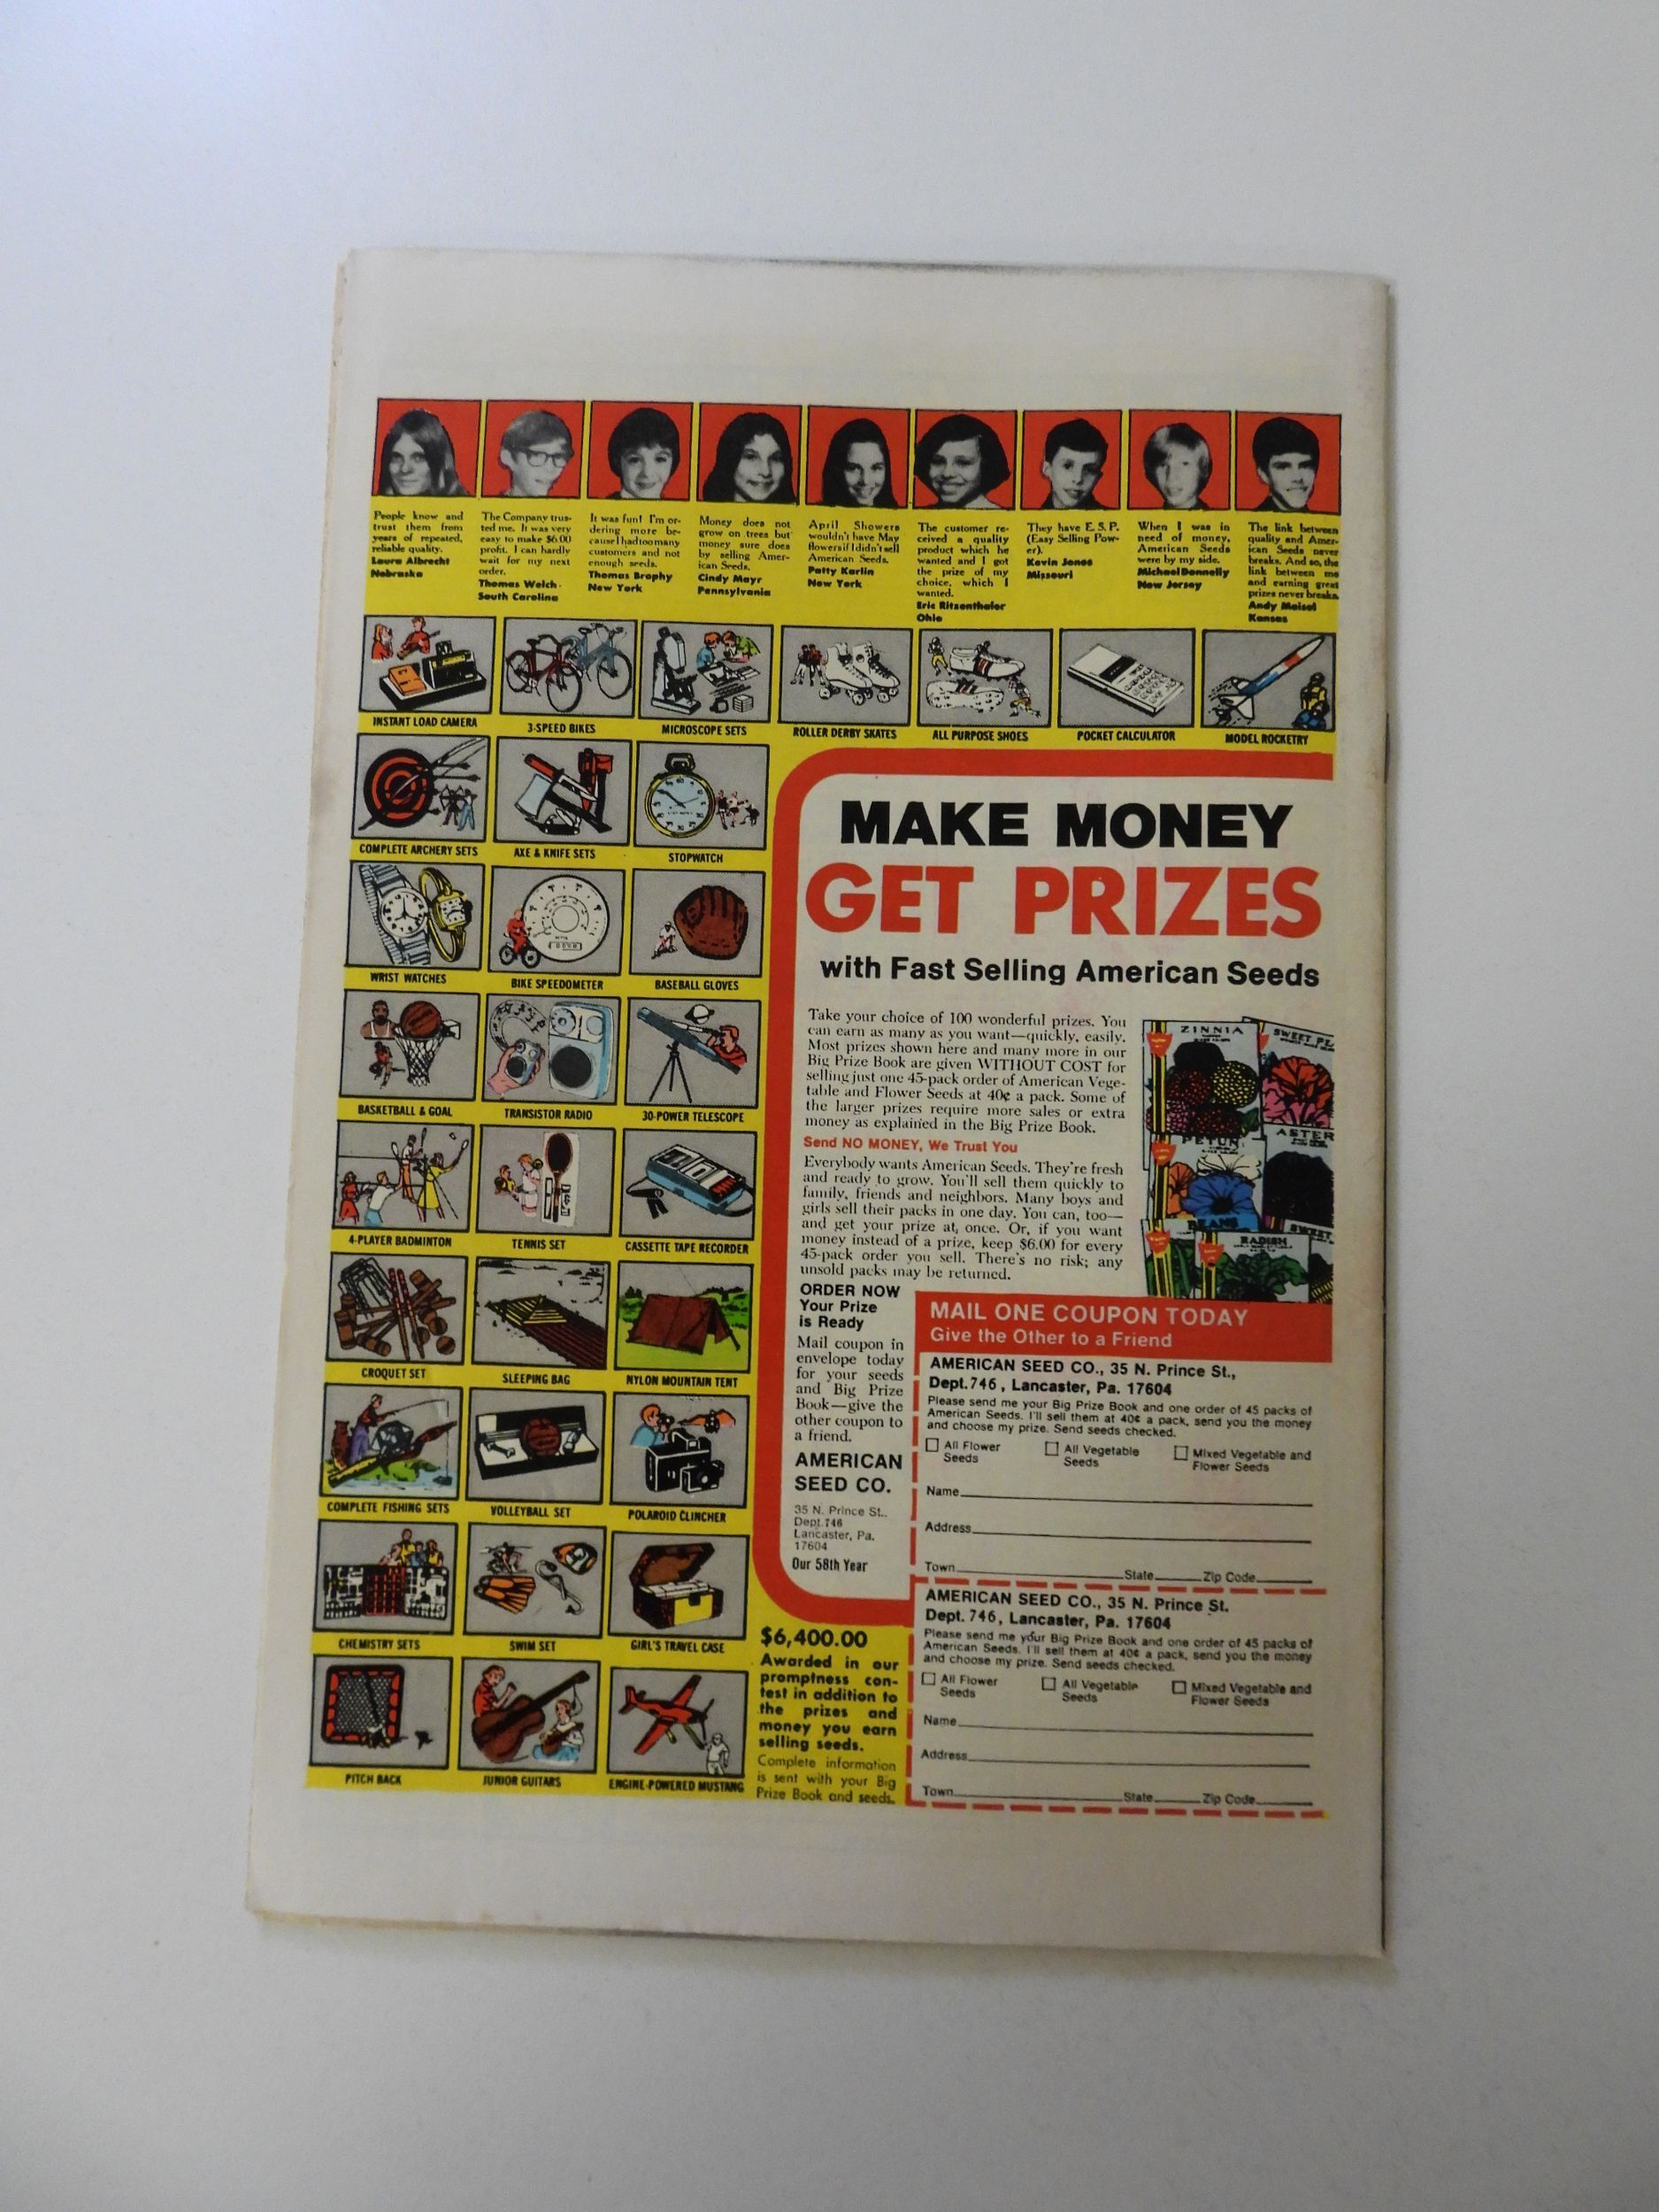 People know and
trust them from
years of repeated,
reliable quality.
Laura Albrecht
Nebraska
The Company trus-
ted me. It was very
easy to make $6.00
profit. I can hardly
wait for my next
order.
Thomas Welch
South Carolina
It was fun! I'm or-
dering more be-
cause I had too many
customers and not
enough seeds.
Thomas Brophy
New York
Money does not
grow on trees but
money sure does
by selling Amer-
ican Seeds.
Cindy Mayr
Pennsylvania
April Showers
wouldn't have May
flowers if I didn't sell
American Seeds.
Patty Karlin
New York
The customer re-
ceived a quality
product which he
wanted and I got
the prize of my
choice, which I
wanted.
Eric Ritzenthaler
Ohio
They have E.S.P.
(Easy Selling Pow-
er).
Kevin Jones
Missouri
When I was in
need of money,
American Seeds
were by my side.
Michael Donnelly
New Jersey
The link between
quality and Amer-
ican Seeds never
breaks. And so, the
link between me
and earning great
prizes never breaks.
Andy Meisel
Kansas
INSTANT LOAD CAMERA
3-SPEED BIKES
MICROSCOPE SETS
ROLLER DERBY SKATES
ALL PURPOSE SHOES
POCKET CALCULATOR
MODEL ROCKETRY
COMPLETE ARCHERY SETS
AXE & KNIFE SETS
STOPWATCH
WRIST WATCHES
BIKE SPEEDOMETER
BASEBALL GLOVES
BASKETBALL & GOAL
TRANSISTOR RADIO
30-POWER TELESCOPE
4-PLAYER BADMINTON
TENNIS SET
CASSETTE TAPE RECORDER
CROQUET SET
SLEEPING BAG
NYLON MOUNTAIN TENT
COMPLETE FISHING SETS
VOLLEYBALL SET
POLAROID CLINCHER
CHEMISTRY SETS
SWIM SET
GIRL'S TRAVEL CASE
PITCH BACK
JUNIOR GUITARS
ENGINE-POWERED MUSTANG
MAKE MONEY
GET PRIZES
with Fast Selling American Seeds
Take your choice of 100 wonderful prizes. You
can earn as many as you want—quickly, easily.
Most prizes shown here and many more in our
Big Prize Book are given WITHOUT COST for
selling just one 45-pack order of American Vege-
table and Flower Seeds at 40¢ a pack. Some of
the larger prizes require more sales or extra
money as explained in the Big Prize Book.
Send NO MONEY, We Trust You
Everybody wants American Seeds. They're fresh
and ready to grow. You'll sell them quickly to
family, friends and neighbors. Many boys and
girls sell their packs in one day. You can, too—
and get your prize at once. Or, if you want
money instead of a prize, keep $6.00 for every
45-pack order you sell. There's no risk; any
unsold packs may be returned.
ZINNIA
SWEET PE
ASTER
PETUN
BEANS
RADISH
SWEET
ORDER NOW
Your Prize
is Ready
Mail coupon in
envelope today
for your seeds
and Big Prize
Book—give the
other coupon to
a friend.
AMERICAN
SEED CO.
35 N. Prince St..
Dept.746
Lancaster, Pa.
17604
Our 58th Year
MAIL ONE COUPON TODAY
Give the Other to a Friend
AMERICAN SEED CO., 35 N. Prince St.,
Dept.746, Lancaster, Pa. 17604
Please send me your Big Prize Book and one order of 45 packs of
American Seeds. I'll sell them at 40¢ a pack, send you the money
and choose my prize. Send seeds checked.
All Flower
Seeds
All Vegetable
Seeds
Mixed Vegetable and
Flower Seeds
Name
Address
Town State Zip Code
AMERICAN SEED CO., 35 N. Prince St.
Dept. 746, Lancaster, Pa. 17604
Please send me your Big Prize Book and one order of 45 packs of
American Seeds. I'll sell them at 40¢ a pack, send you the money
and choose my prize. Send seeds checked.
All Flower
Seeds
All Vegetable
Seeds
Mixed Vegetable and
Flower Seeds
Name
Address
Town State Zip Code
$6,400.00
Awarded in our
promptness con-
test in addition to
the prizes and
money you earn
selling seeds.
Complete information
is sent with your Big
Prize Book and seeds.